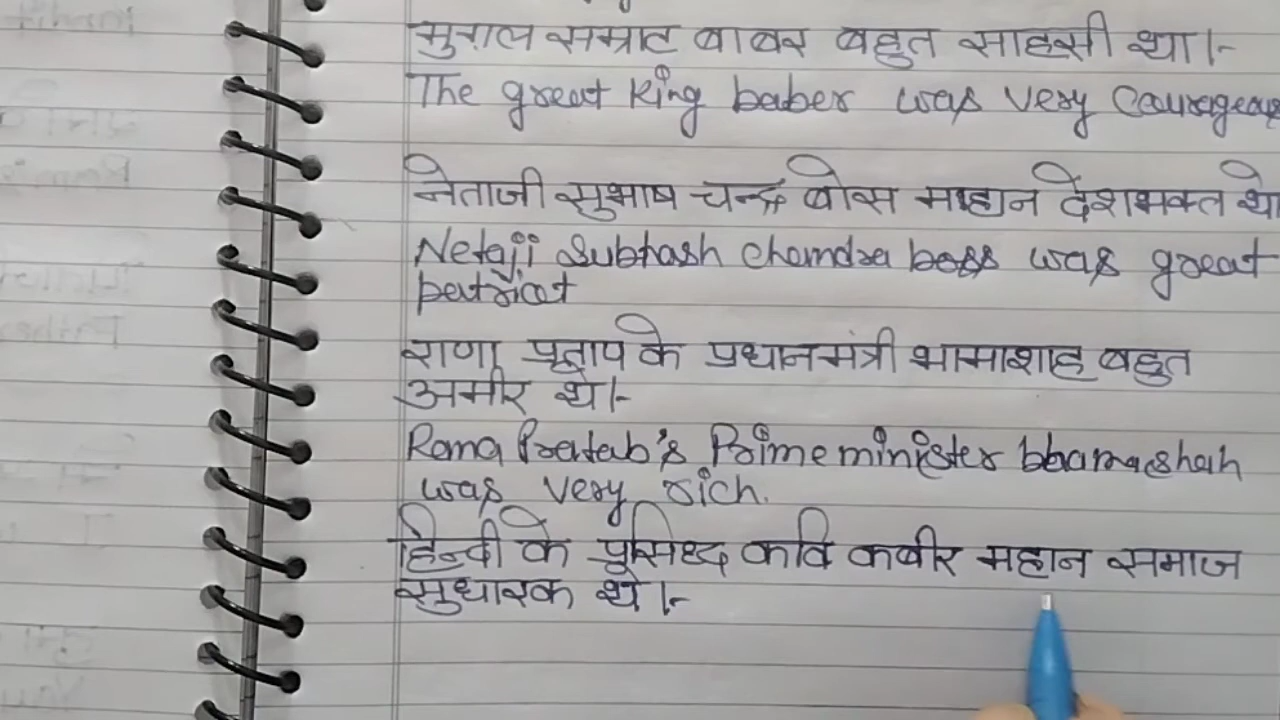 मुग़ल सम्राट बाबर बहुत साहसी था।-
The great King baber was very Courageous
नेताजी सुभाष चन्द्र बोस महान देशभक्त थे
Netaji Subhash Chandra boss was great
patriot
राणा प्रताप के प्रधानमंत्री भामाशाह बहुत
अमीर थे।-
Rana Pratab's Prime minister bhamashah
was very rich.
हिन्दी के प्रसिध्द कवि कबीर महान समाज
सुधारक थे।-